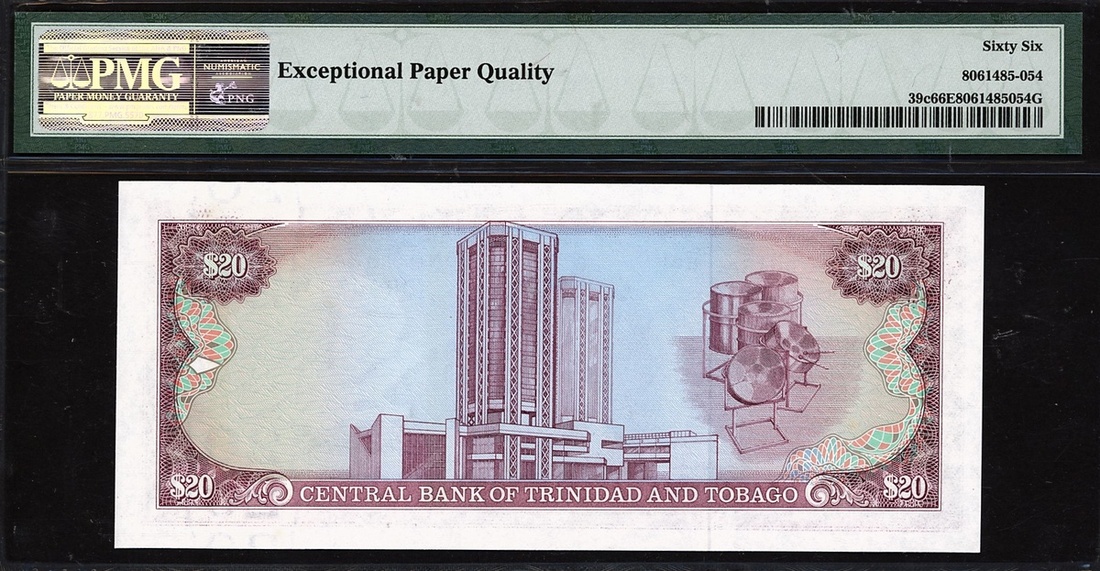 PMG
PAPER MONEY GUARANTY
NUMISMATIC
PNG
Exceptional Paper Quality
Sixty Six
8061485-054
39c66E8061485054G
$20
$20
$20
CENTRAL BANK OF TRINIDAD AND TOBAGO
$20